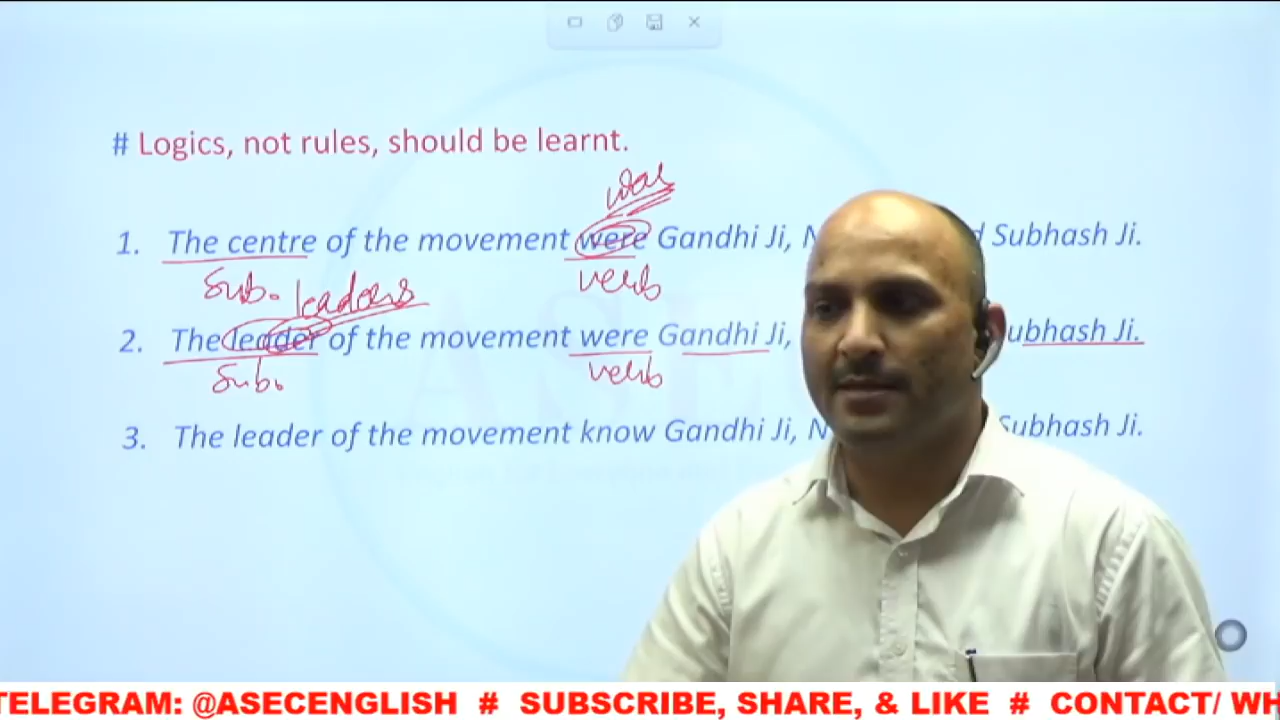 # Logics, not rules, should be learnt.
was
1. The centre of the movement were Gandhi Ji, N d Subhash Ji.
Sub. verb
leaders
2. The leader of the movement were Gandhi Ji, ubhash Ji.
Sub. verb
3. The leader of the movement know Gandhi Ji, N Subhash Ji.
TELEGRAM: @ASECENGLISH # SUBSCRIBE, SHARE, & LIKE # CONTACT/ WH